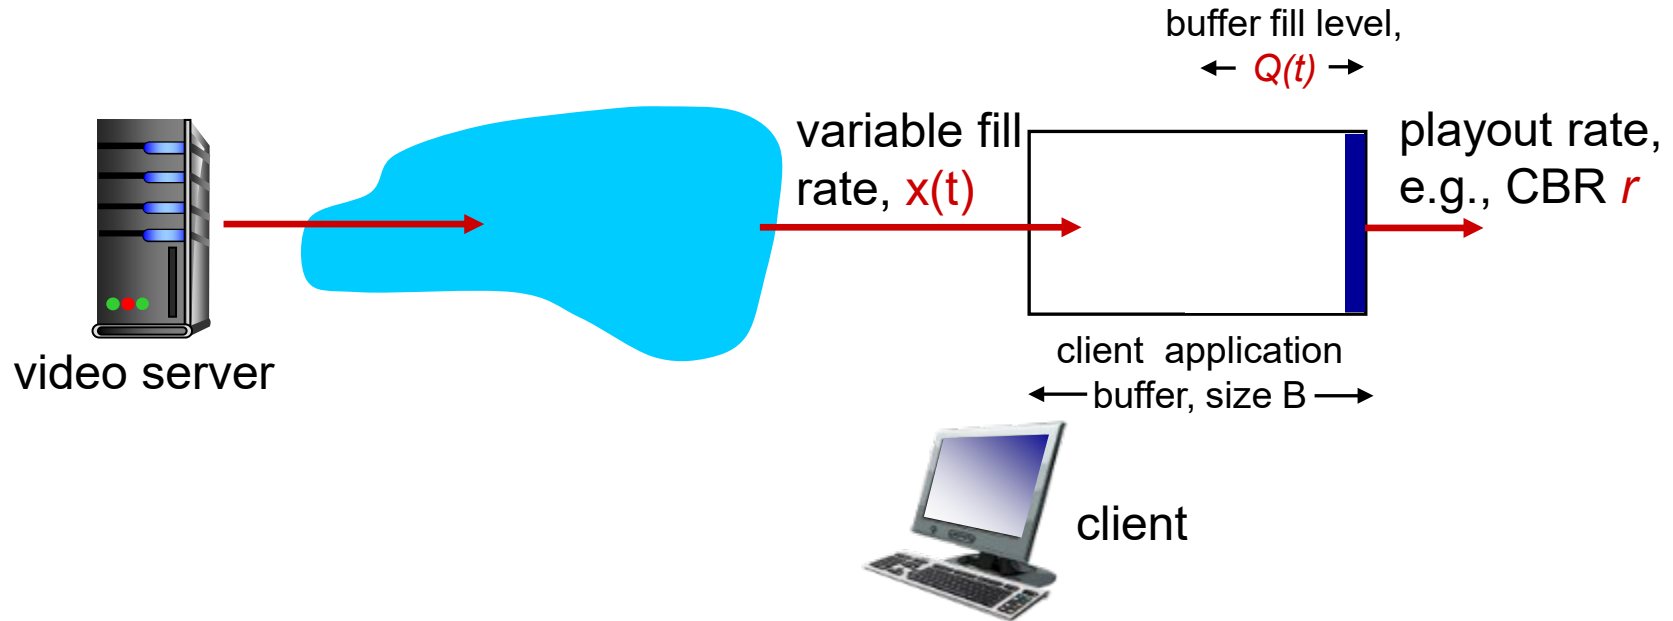 buffer fill level,
Q(t)
variable fill
rate, x(t)
playout rate,
e.g., CBR r
video server
client application
buffer, size B
client